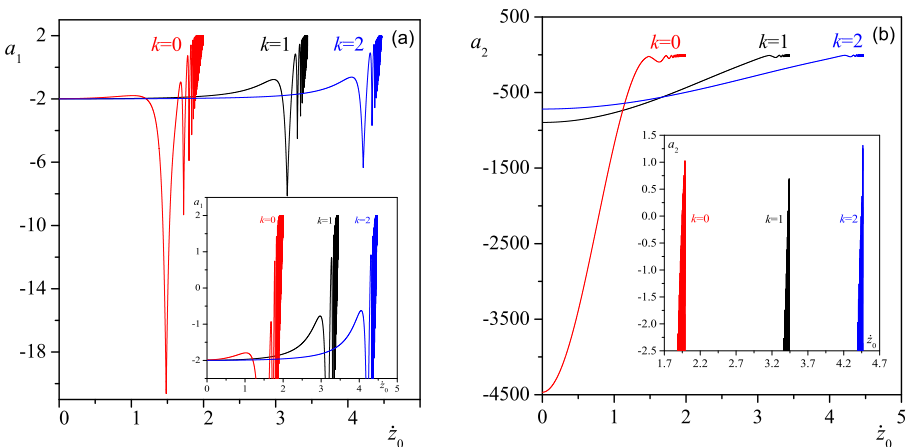 a1
2
-2
-6
-10
-14
-18
0
1
2
3
4
ż0
k=0
k=1
k=2
(a)
a1
2
1
0
-1
-2
0
1
2
3
4
5
ż0
k=0
k=1
k=2
a2
500
-500
-1500
-2500
-3500
-4500
0
1
2
3
4
5
ż0
k=0
k=1
k=2
(b)
a2
1.5
1.0
0.5
0.0
-0.5
-1.0
-1.5
-2.0
-2.5
1.7
2.2
2.7
3.2
3.7
4.2
4.7
ż0
k=0
k=1
k=2